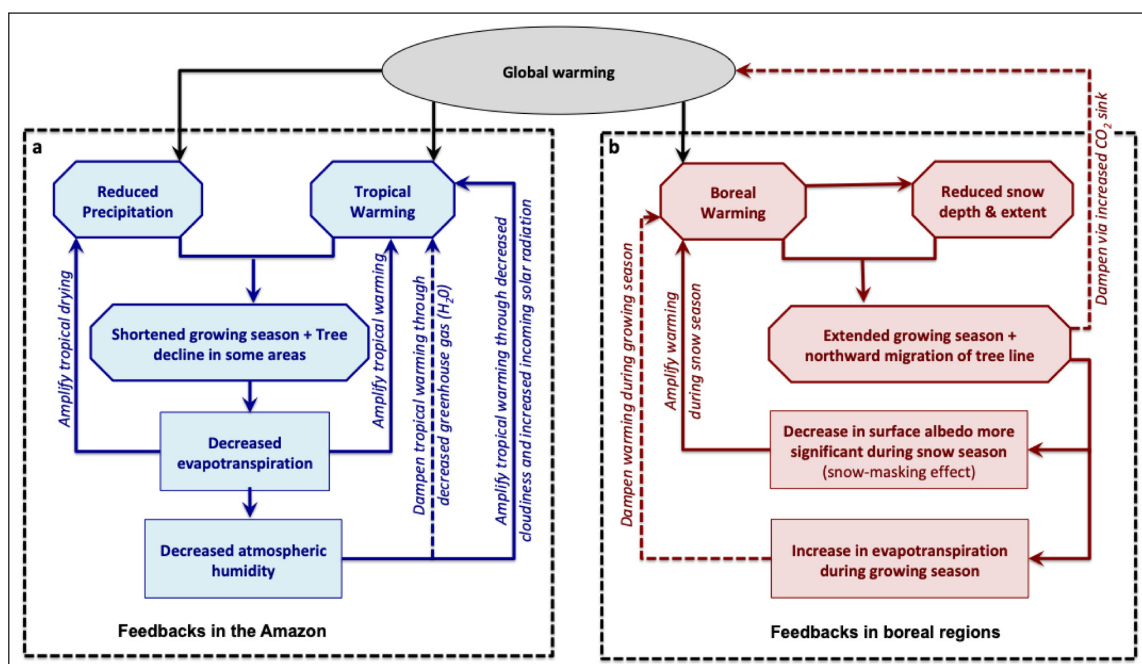 Global warming
a
Reduced
Precipitation
Tropical
Warming
Shortened growing season + Tree
decline in some areas
Decreased
evapotranspiration
Decreased atmospheric
humidity
Amplify tropical drying
Amplify tropical warming
Dampen tropical warming through
decreased greenhouse gas (H₂0)
Amplify tropical warming through decreased
cloudiness and increased incoming solar radiation
Feedbacks in the Amazon
b
Boreal
Warming
Reduced snow
depth & extent
Extended growing season +
northward migration of tree line
Decrease in surface albedo more
significant during snow season
(snow-masking effect)
Increase in evapotranspiration
during growing season
Dampen warming during growing season
Amplify warming
during snow season
Dampen via increased CO₂ sink
Feedbacks in boreal regions